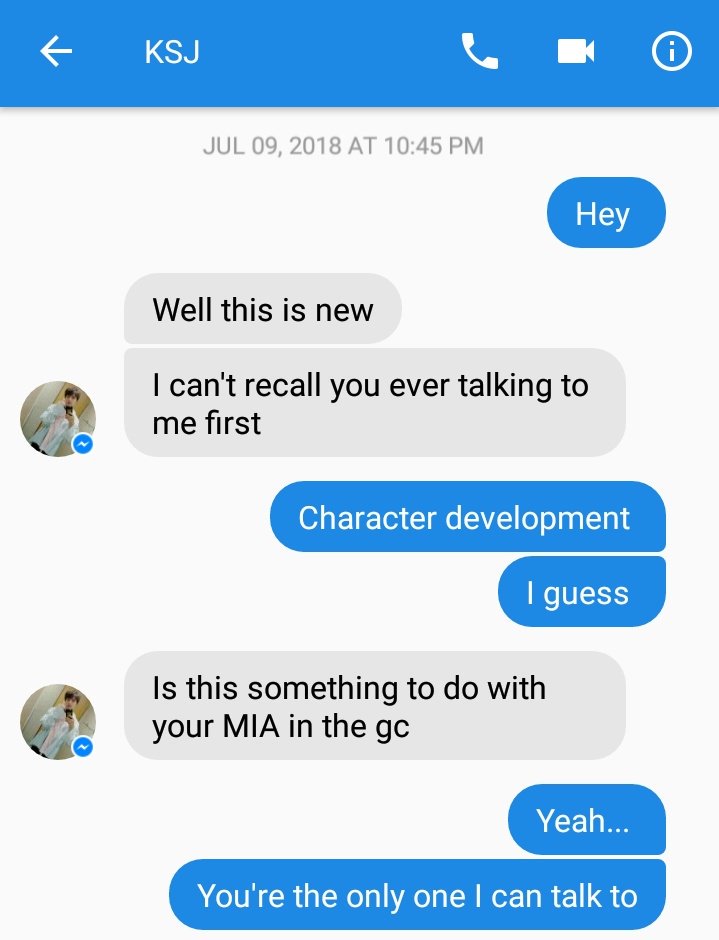 KSJ
JUL 09, 2018 AT 10:45 PM
Hey
Well this is new
I can't recall you ever talking to
me first
Character development
I guess
Is this something to do with
your MIA in the gc
Yeah...
You're the only one I can talk to